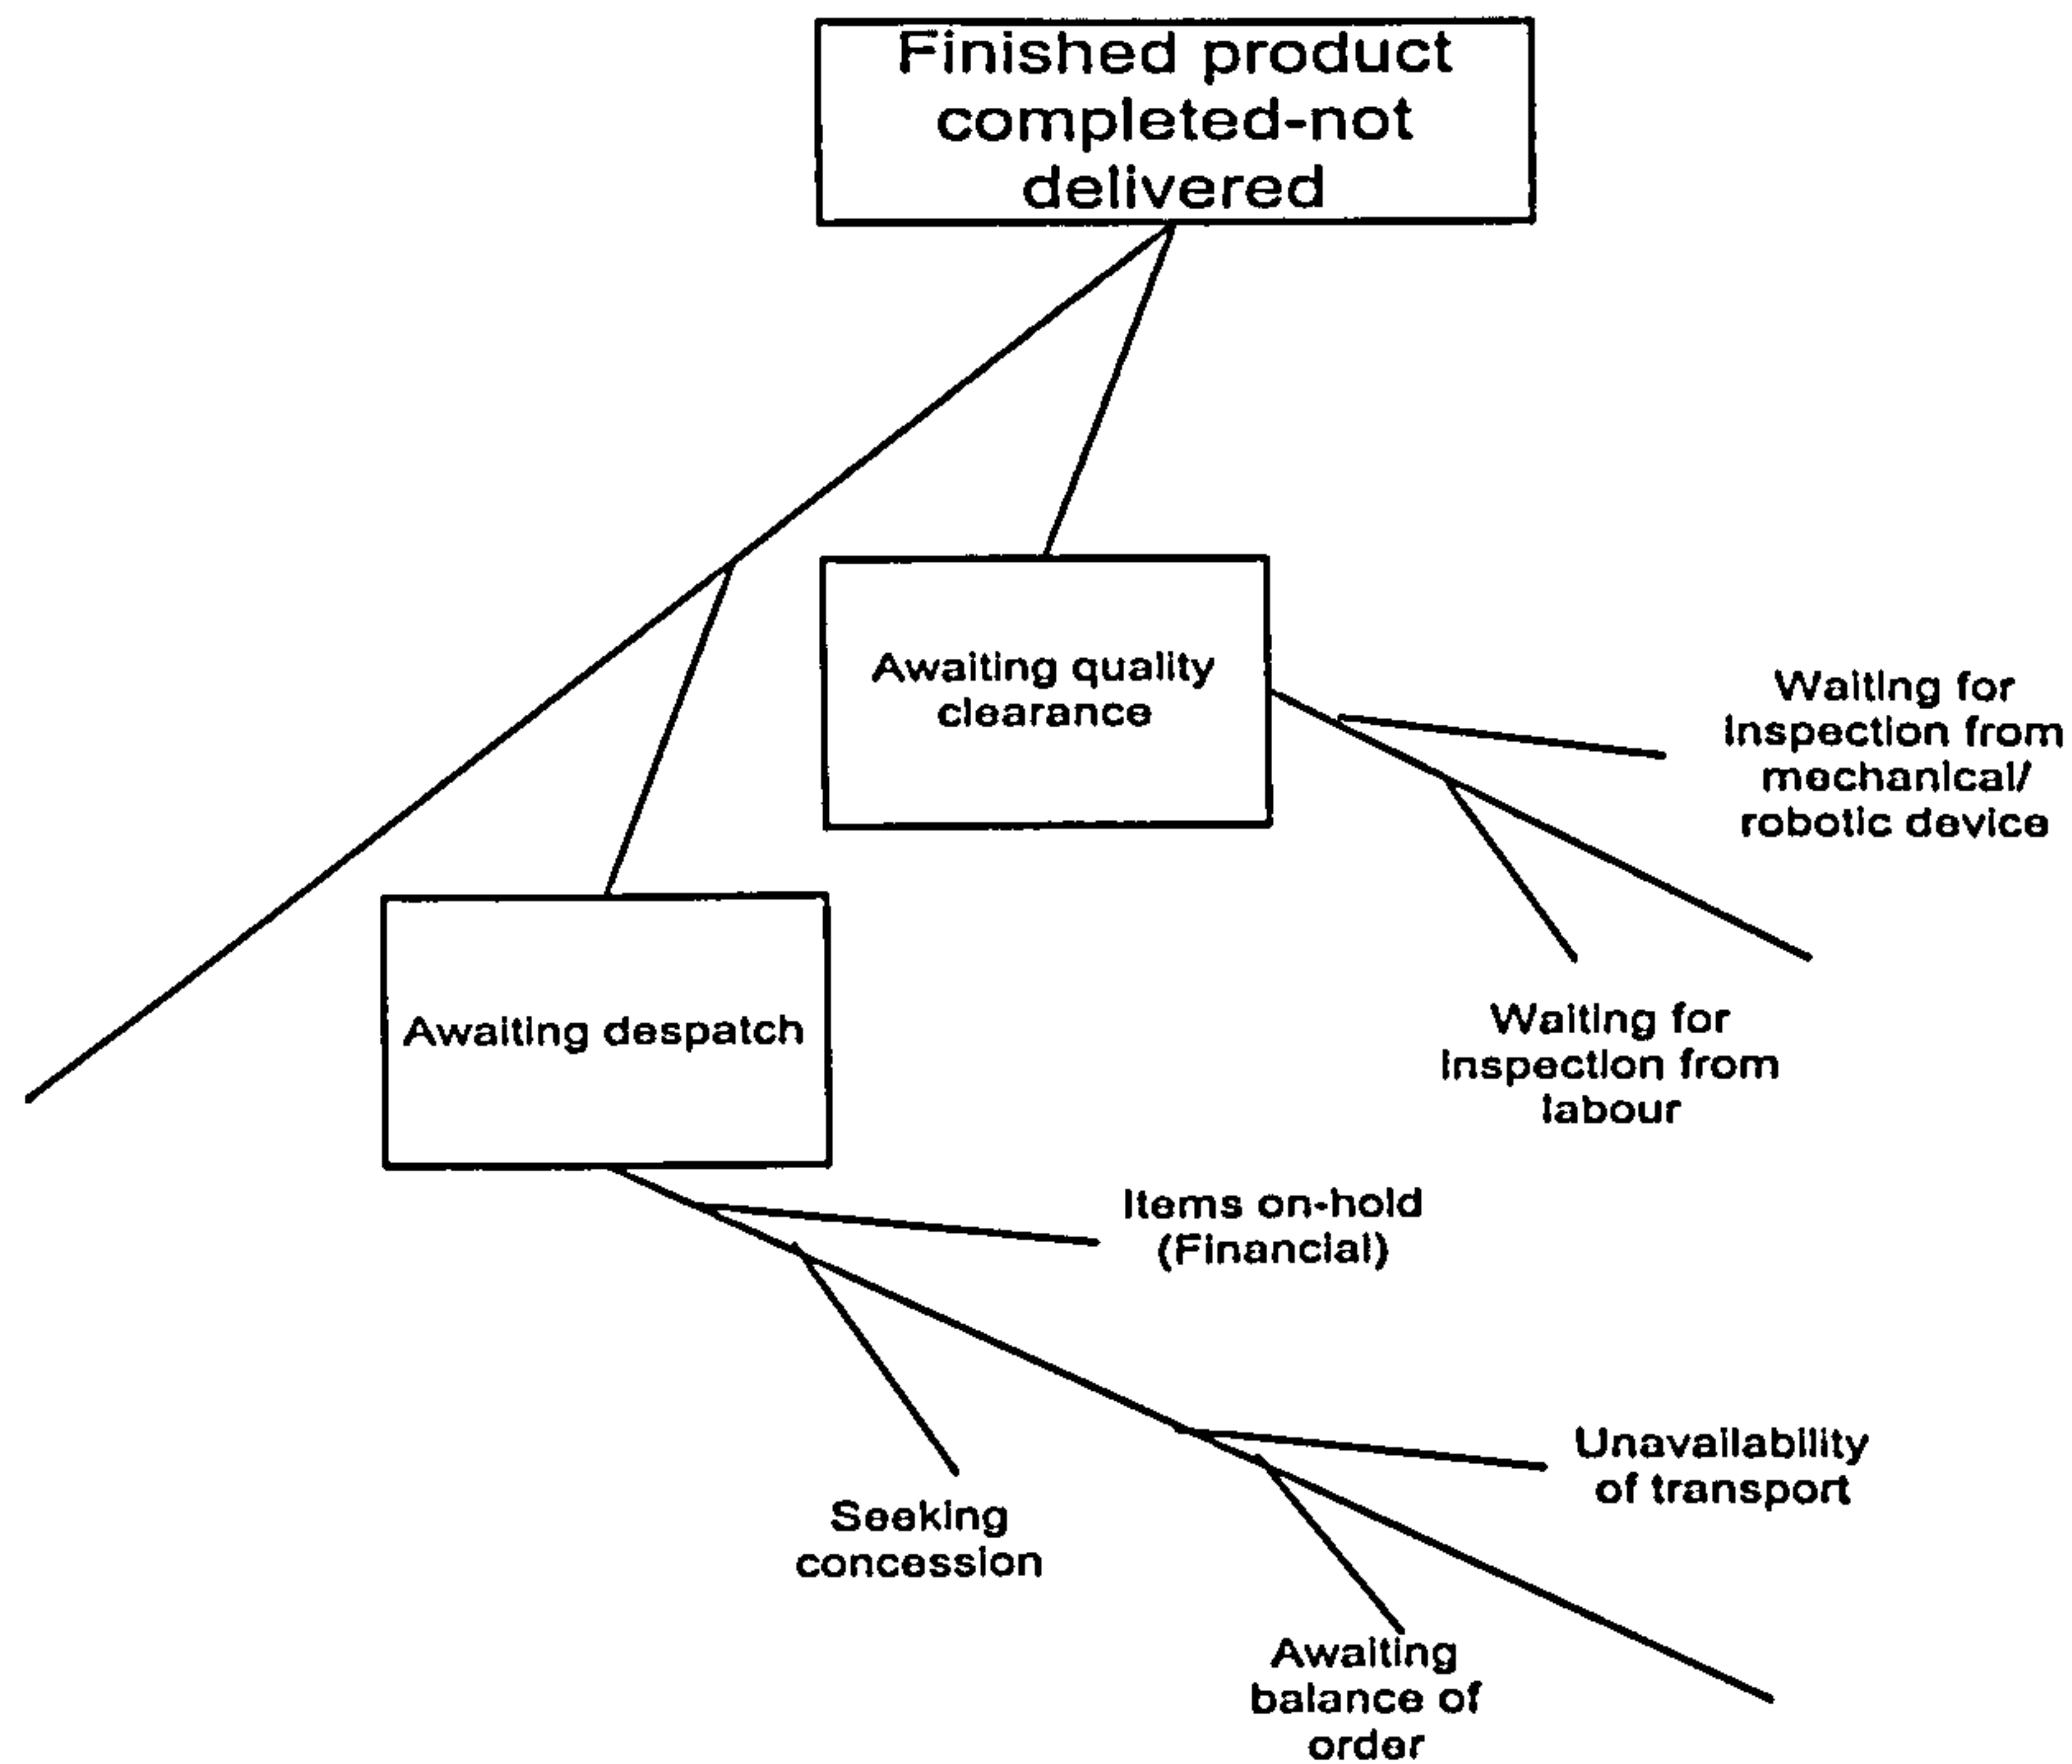 Finished product
completed-not
delivered
Awaiting quality
clearance
Waiting for
inspection from
mechanical/
robotic device
Awaiting despatch
Waiting for
inspection from
labour
Items on-hold
(Financial)
Unavailability
of transport
Seeking
concession
Awaiting
balance of
order